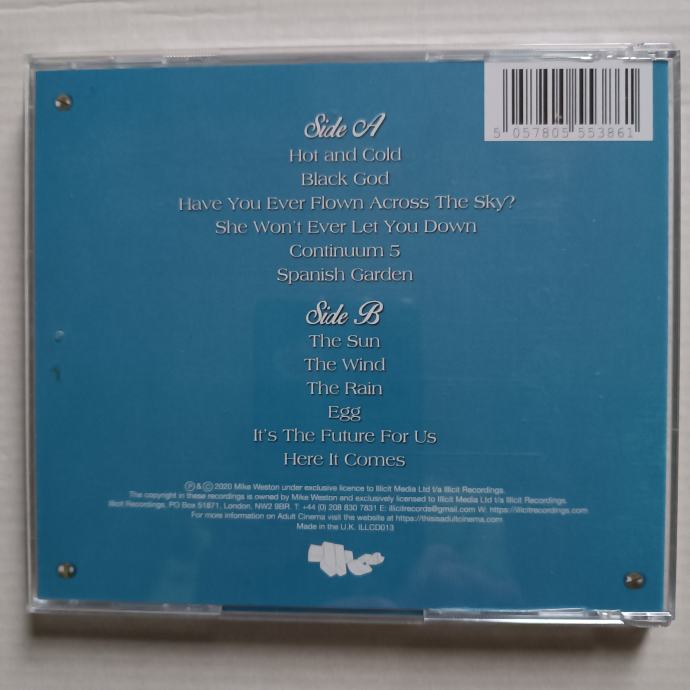 5 057805 553861
Side A
Hot and Cold
Black God
Have You Ever Flown Across The Sky?
She Won't Ever Let You Down
Continuum 5
Spanish Garden
Side B
The Sun
The Wind
The Rain
Egg
It's The Future For Us
Here It Comes
℗ & © 2020 Mike Weston under exclusive licence to Illicit Media Ltd t/a Illicit Recordings.
The copyright in these recordings is owned by Mike Weston and exclusively licensed to Illicit Media Ltd t/a Illicit Recordings.
Illicit Recordings, PO Box 51871, London, NW2 9BR. T: +44 (0) 208 830 7831 E: illicitrecords@gmail.com W: https://illicitrecordings.com
For more information on Adult Cinema visit the website at https://thisisadultcinema.com
Made in the U.K. ILLCD013